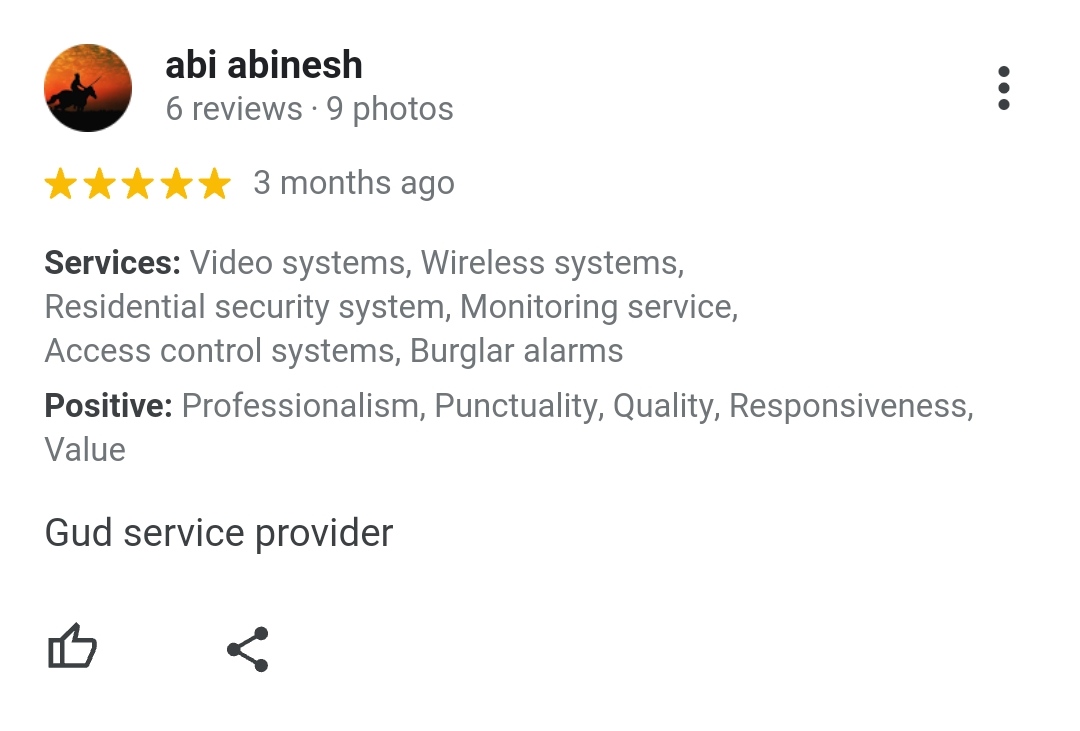 abi abinesh
6 reviews · 9 photos
3 months ago
Services: Video systems, Wireless systems,
Residential security system, Monitoring service,
Access control systems, Burglar alarms
Positive: Professionalism, Punctuality, Quality, Responsiveness,
Value
Gud service provider